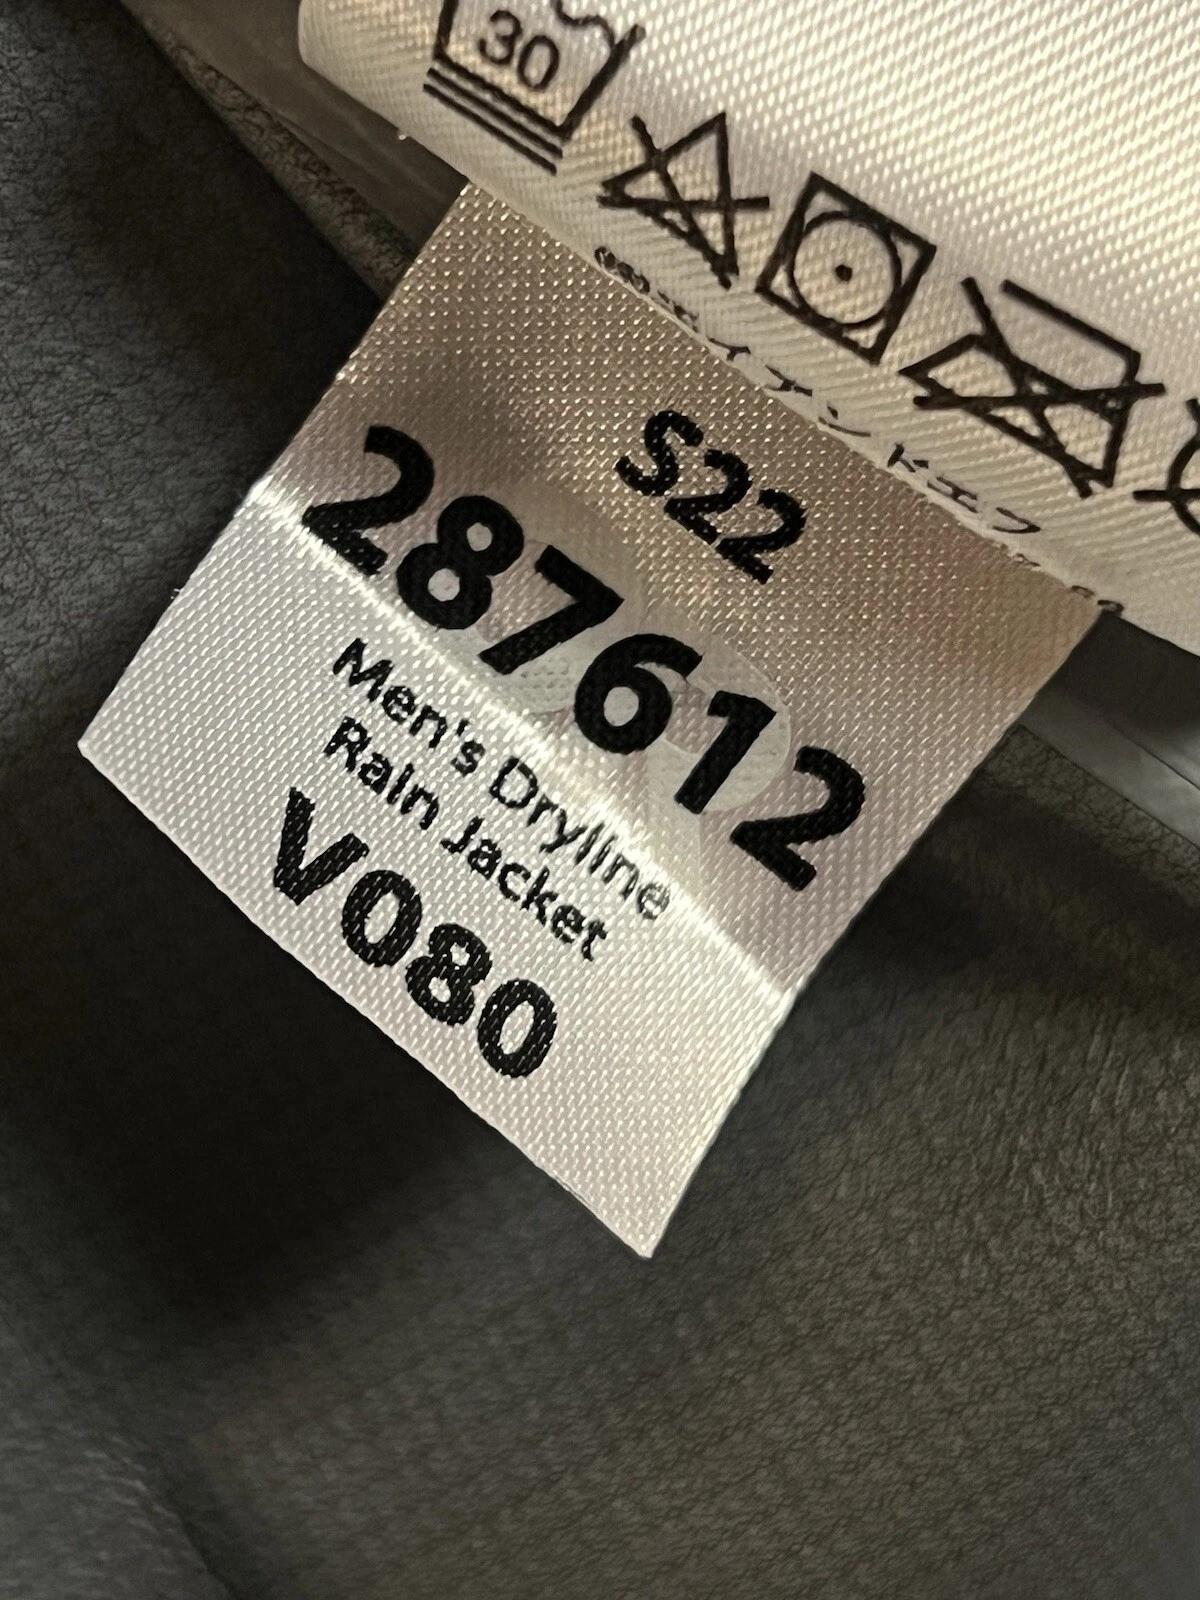 30
S22
287612
Men's Dryline
Rain Jacket
V080